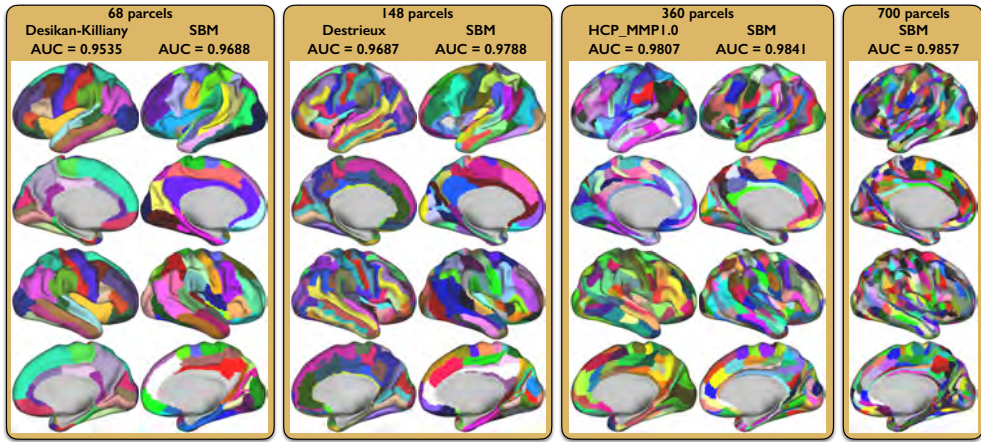 68 parcels
Desikan-Killiany SBM
AUC = 0.9535 AUC = 0.9688
148 parcels
Destrieux SBM
AUC = 0.9687 AUC = 0.9788
360 parcels
HCP_MMP1.0 SBM
AUC = 0.9807 AUC = 0.9841
700 parcels
SBM
AUC = 0.9857